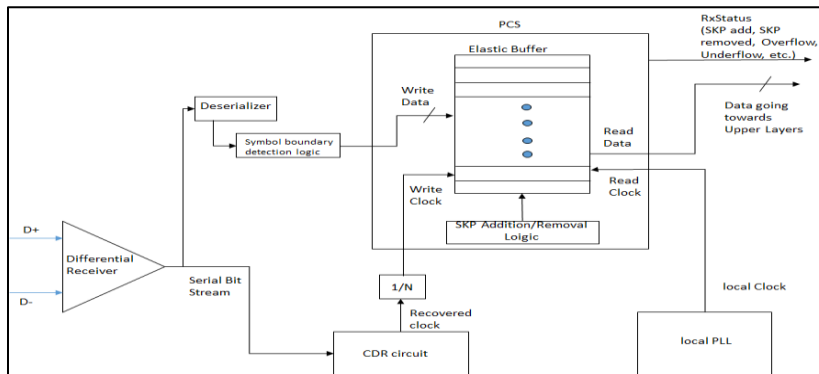 PCS
RxStatus
(SKP add, SKP
removed, Overflow,
Underflow, etc.)
Elastic Buffer
Write
Data
Deserializer
Symbol boundary
detection logic
Data going
towards
Upper Layers
Read
Data
Write
Clock
Read
Clock
SKP Addition/Removal
Loigic
D+
Differential
Receiver
D-
Serial Bit
Stream
1/N
Recovered
clock
CDR circuit
local Clock
local PLL